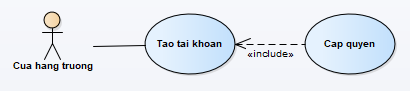 Tao tai khoan
Cap quyen
«include»
Cua hang truong